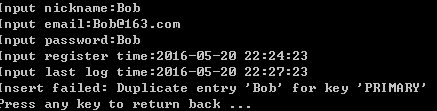 Input nickname:Bob
Input email:Bob@163.com
Input password:Bob
Input register time:2016-05-20 22:24:23
Input last log time:2016-05-20 22:27:23
Insert failed: Duplicate entry 'Bob' for key 'PRIMARY'
Press any key to return back ...